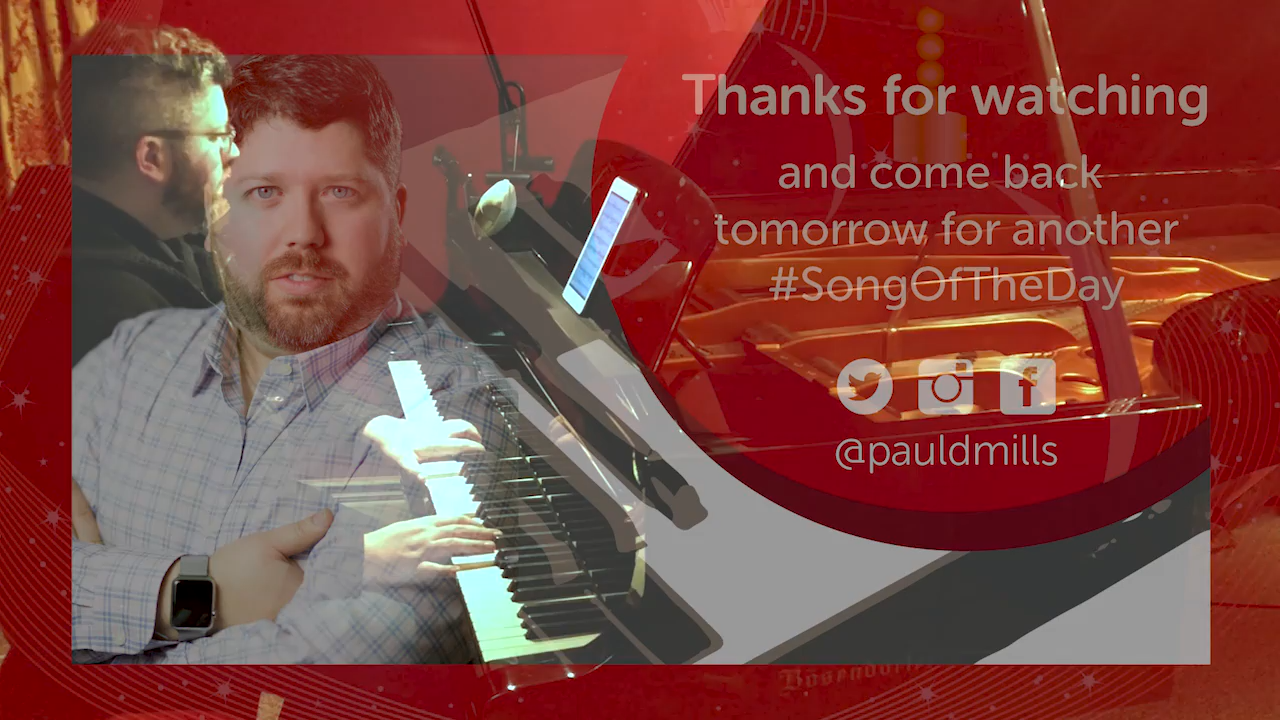 Thanks for watching
and come back
tomorrow for another
#SongOfTheDay
@pauldmills